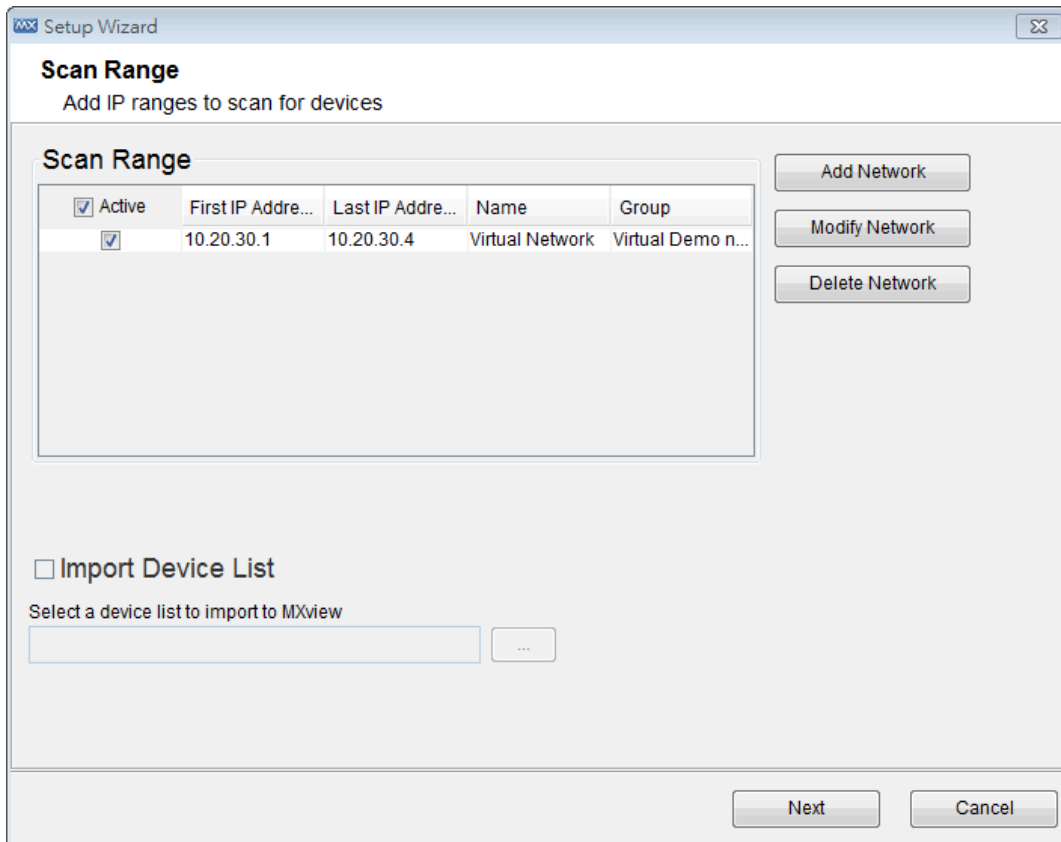 MX Setup Wizard
Scan Range
Add IP ranges to scan for devices
Scan Range
Active First IP Addre... Last IP Addre... Name Group
10.20.30.1 10.20.30.4 Virtual Network Virtual Demo n...
Add Network
Modify Network
Delete Network
Import Device List
Select a device list to import to MXview
...
Next Cancel